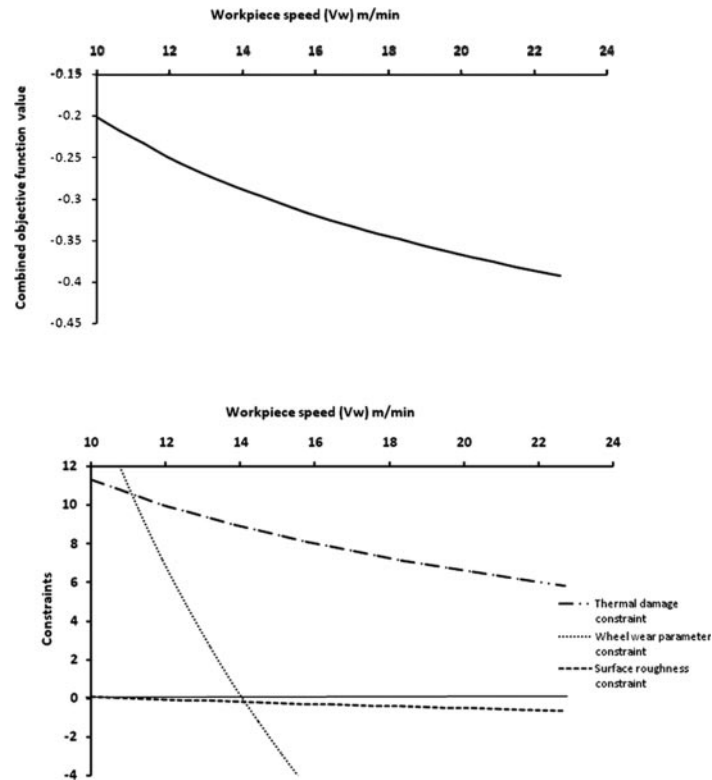 Workpiece speed (Vw) m/min
10 12 14 16 18 20 22 24
-0.15
-0.2
-0.25
-0.3
-0.35
-0.4
-0.45
Combined objective function value
Workpiece speed (Vw) m/min
10 12 14 16 18 20 22 24
12
10
8
6
4
2
0
-2
-4
Constraints
Thermal damage
constraint
Wheel wear parameter
constraint
Surface roughness
constraint